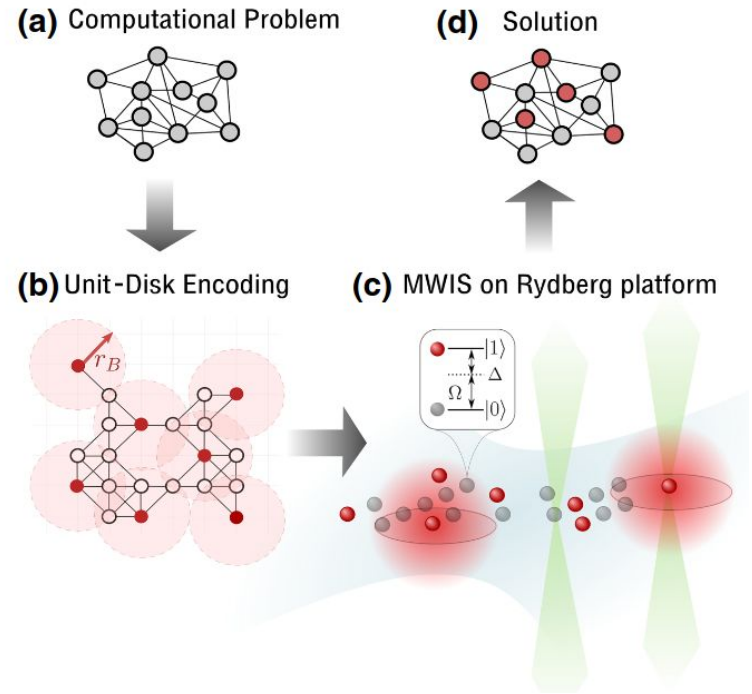 (a) Computational Problem
(d) Solution
(b) Unit-Disk Encoding
(c) MWIS on Rydberg platform
r_B
|1⟩
Δ
Ω
|0⟩